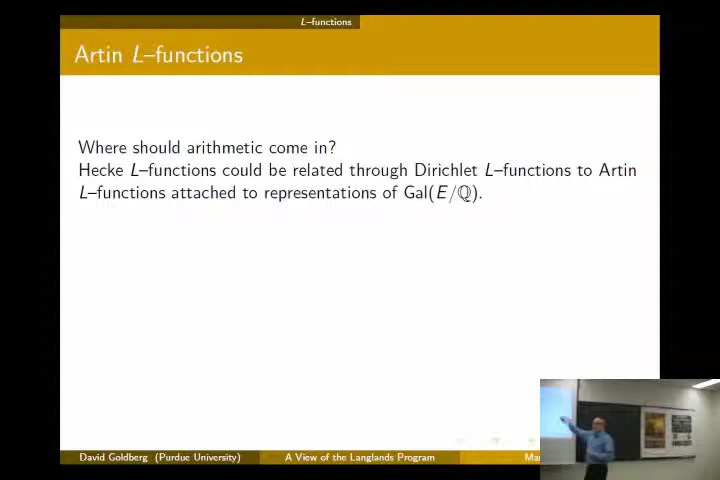 L–functions
Artin L–functions
Where should arithmetic come in?
Hecke L–functions could be related through Dirichlet L–functions to Artin
L–functions attached to representations of Gal(E/ℚ).
David Goldberg (Purdue University) A View of the Langlands Program